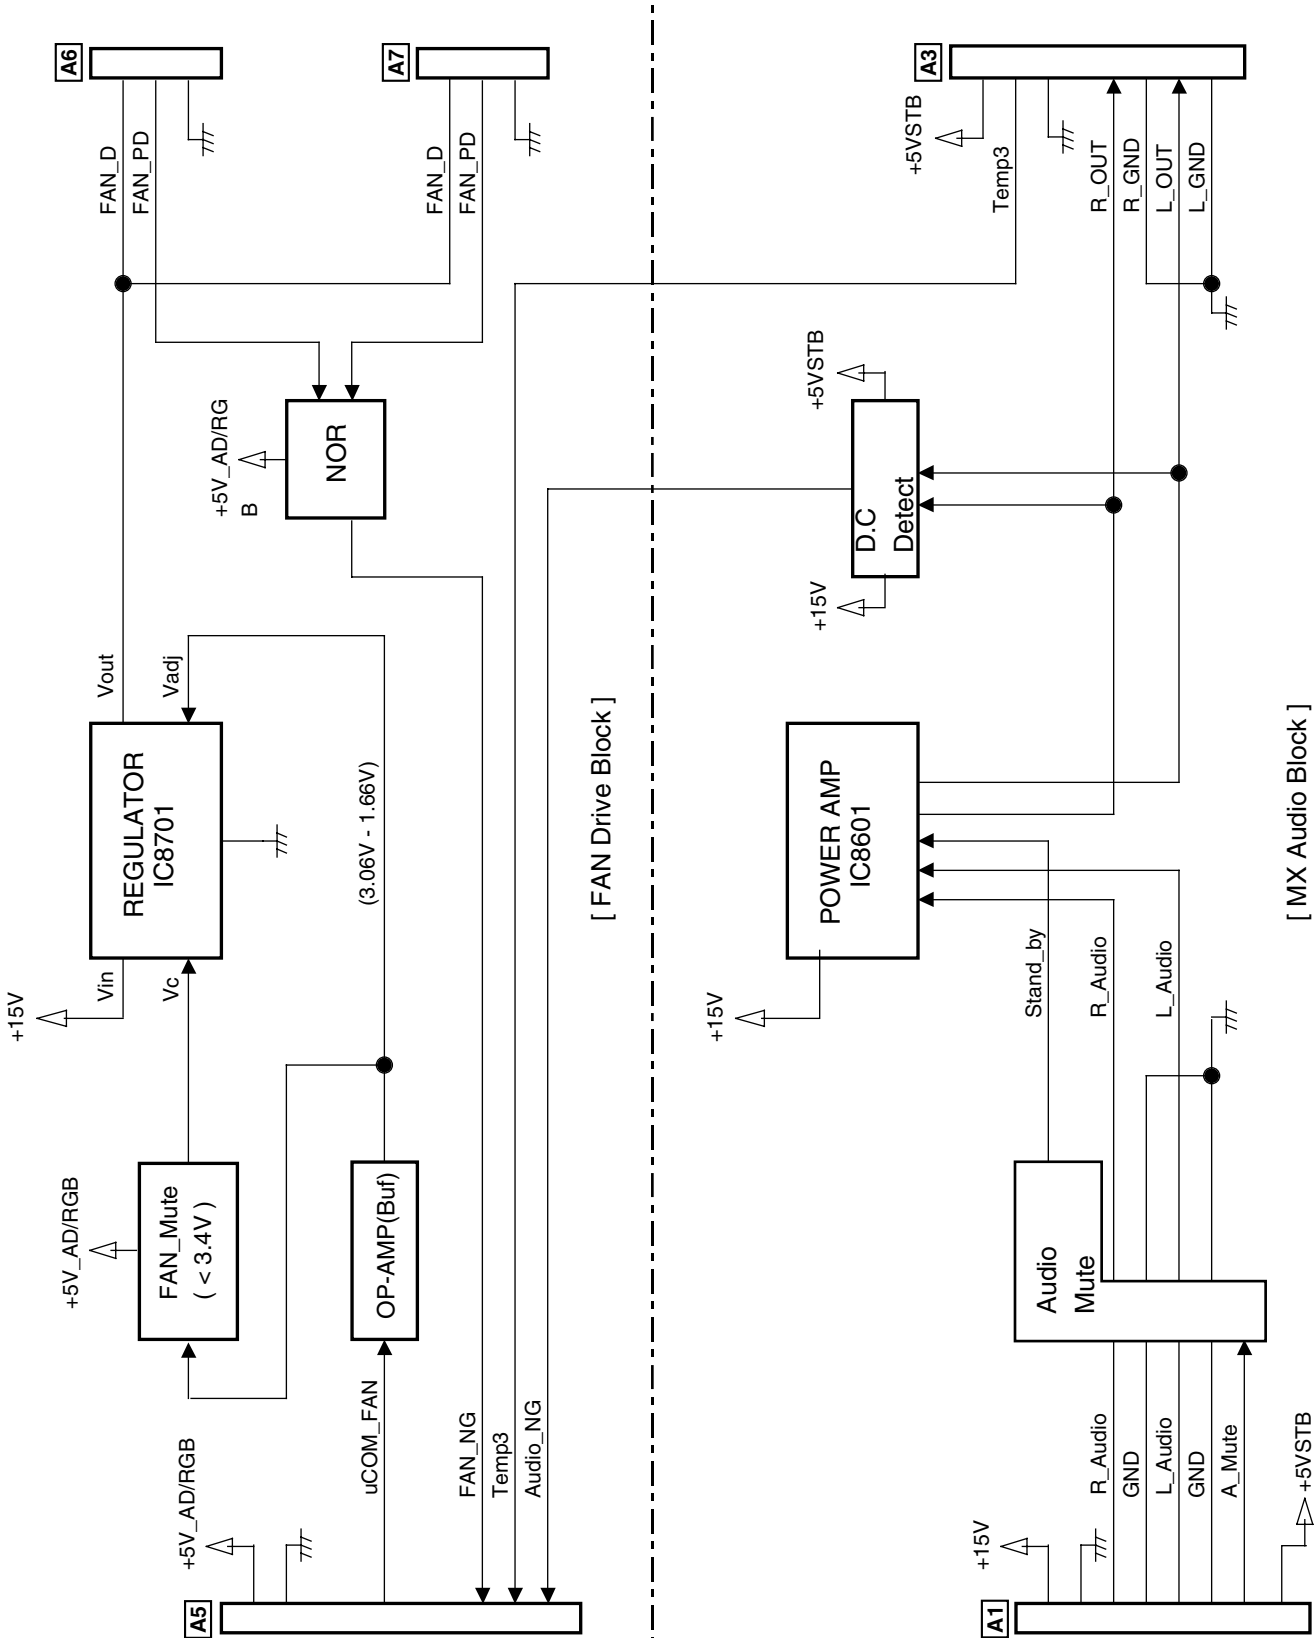 A5
+5V_AD/RGB
uCOM_FAN
FAN_NG
Temp3
Audio_NG
+5V_AD/RGB
FAN_Mute
( < 3.4V )
OP-AMP(Buf)
+15V
Vin
Vc
REGULATOR
IC8701
Vout
Vadj
(3.06V - 1.66V)
+5V_AD/RG
B
NOR
A6
FAN_D
FAN_PD
A7
FAN_D
FAN_PD
[ FAN Drive Block ]
A1
+15V
R_Audio
GND
L_Audio
GND
A_Mute
+5VSTB
Audio
Mute
+15V
Stand_by
R_Audio
L_Audio
POWER AMP
IC8601
+15V
D.C
Detect
+5VSTB
A3
+5VSTB
Temp3
R_OUT
R_GND
L_OUT
L_GND
[ MX Audio Block ]